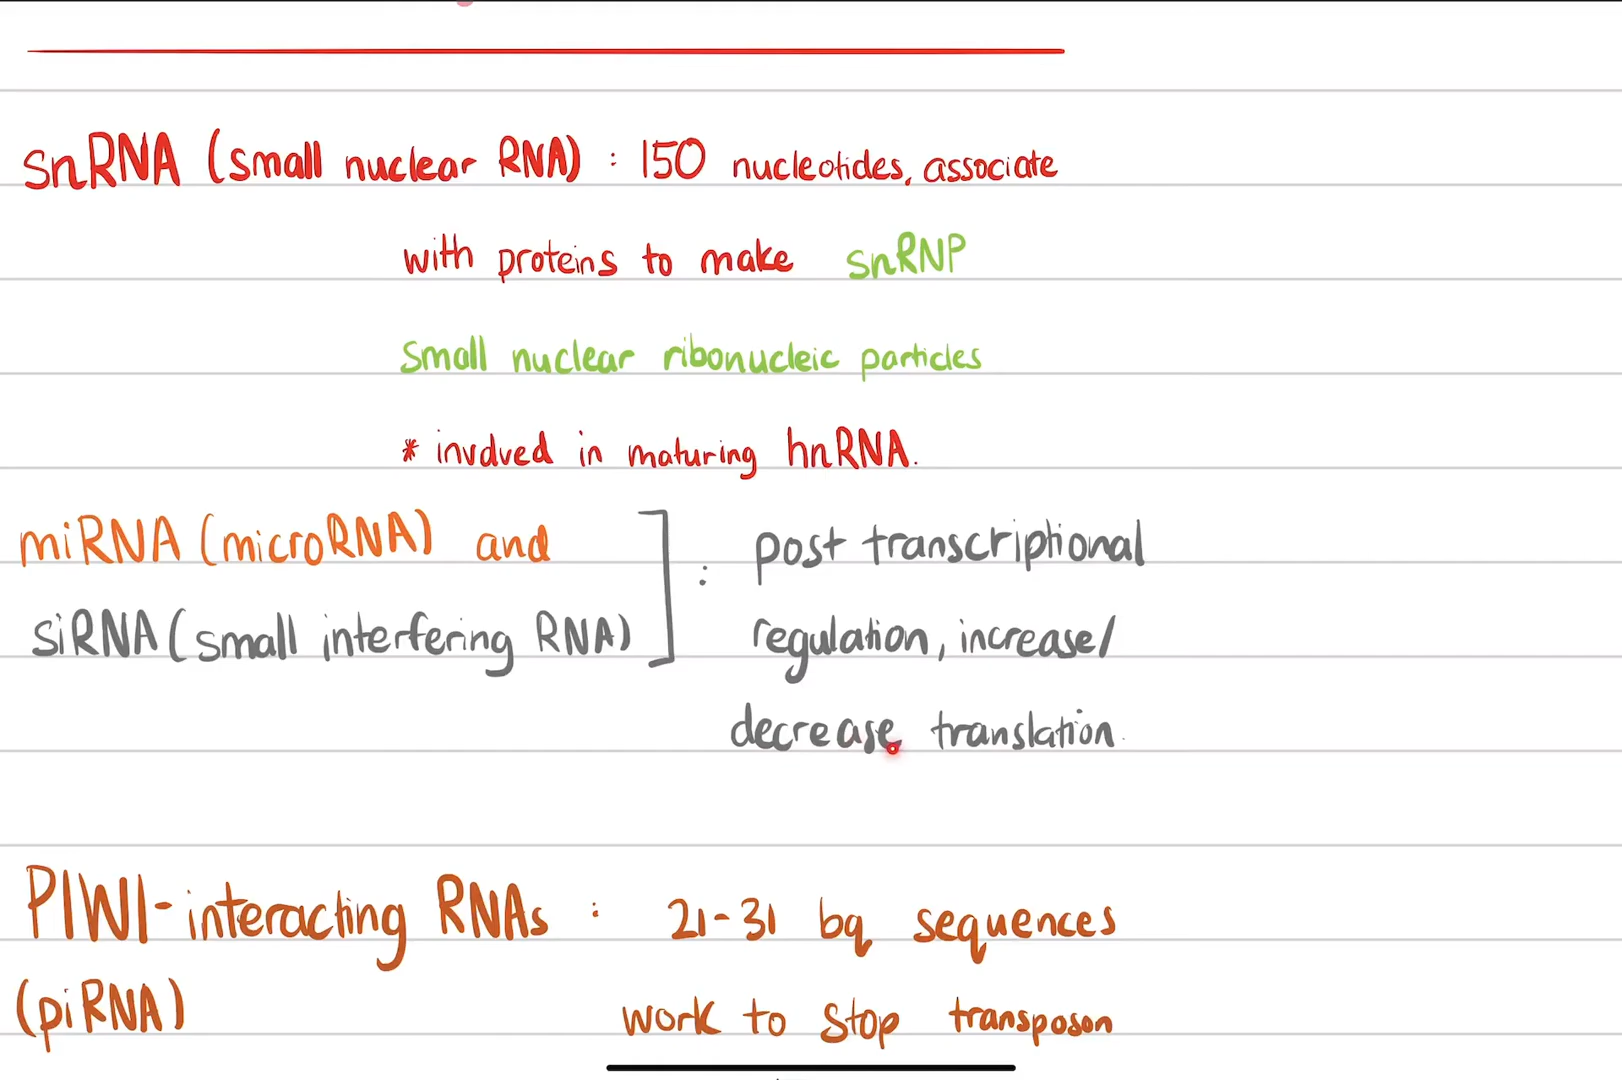 snRNA (small nuclear RNA) : 150 nucleotides, associate
with proteins to make snRNP
Small nuclear ribonucleic particles
* involved in maturing hnRNA.
miRNA (microRNA) and
siRNA (small interfering RNA)
: post transcriptional
regulation, increase/
decrease translation.
PIWI-interacting RNAs : 21-31 bq sequences
(piRNA) work to stop transposon